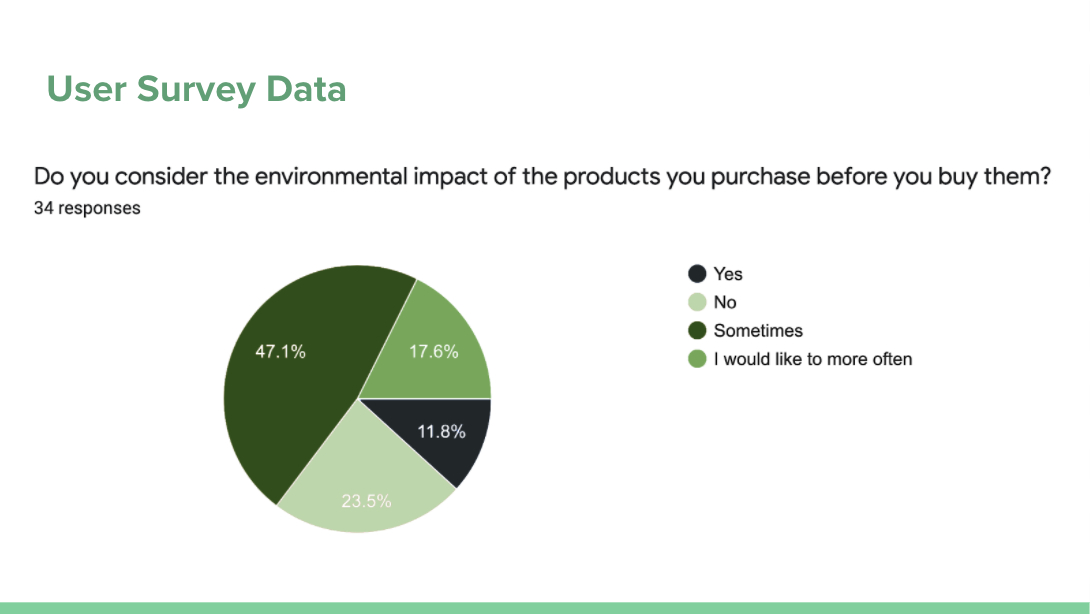 User Survey Data
Do you consider the environmental impact of the products you purchase before you buy them?
34 responses
Yes
No
Sometimes
I would like to more often
47.1%
17.6%
11.8%
23.5%